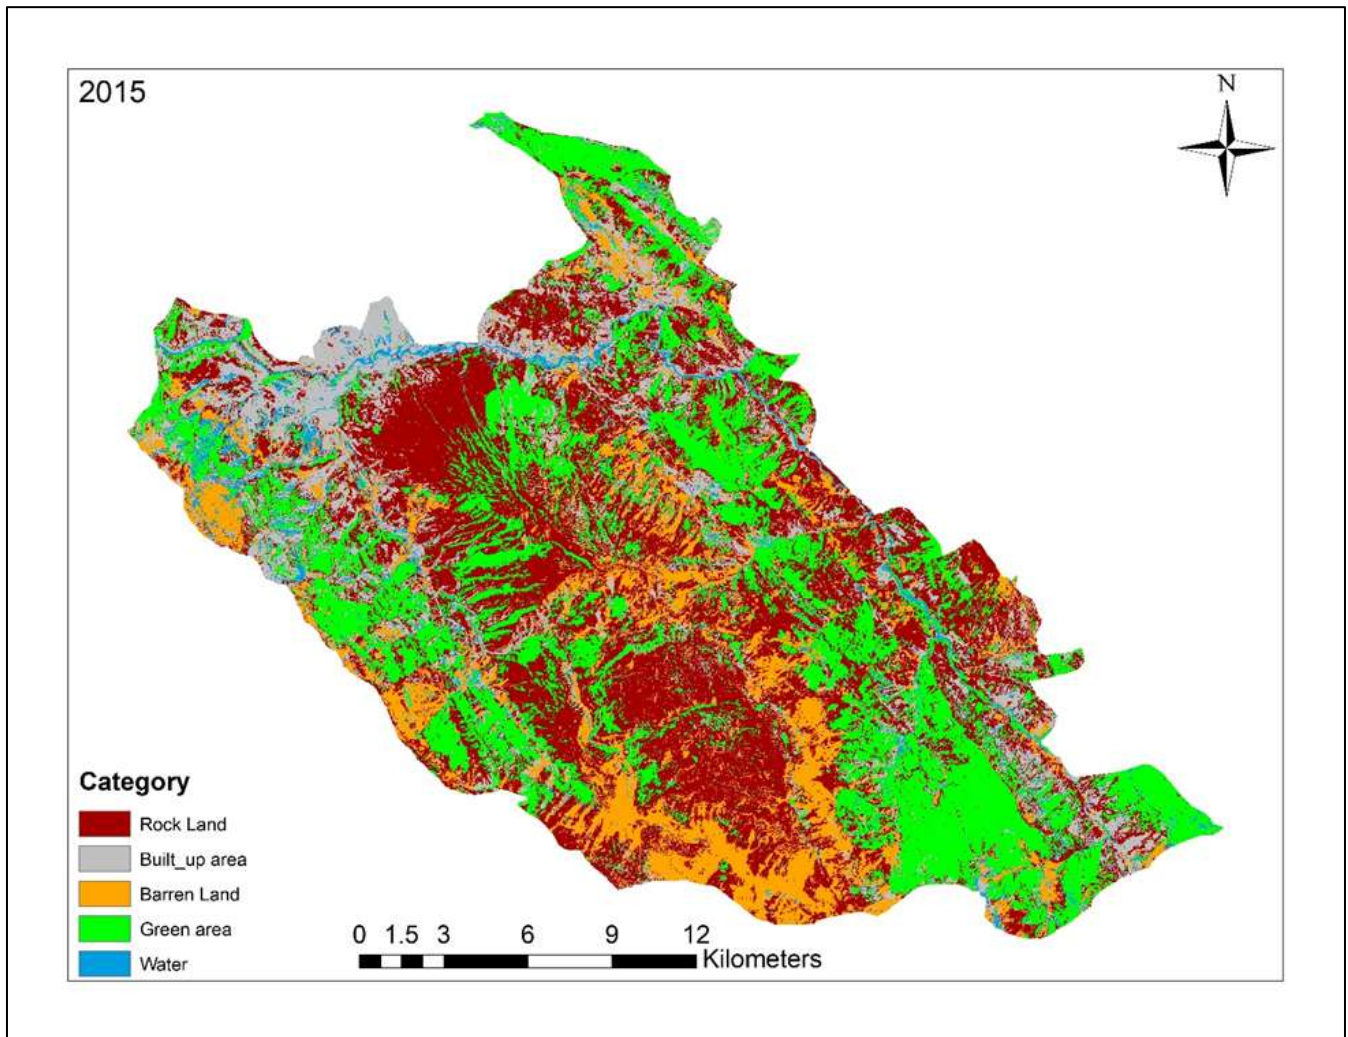 2015
N
Category
Rock Land
Built_up area
Barren Land
Green area
Water
0 1.5 3 6 9 12
Kilometers